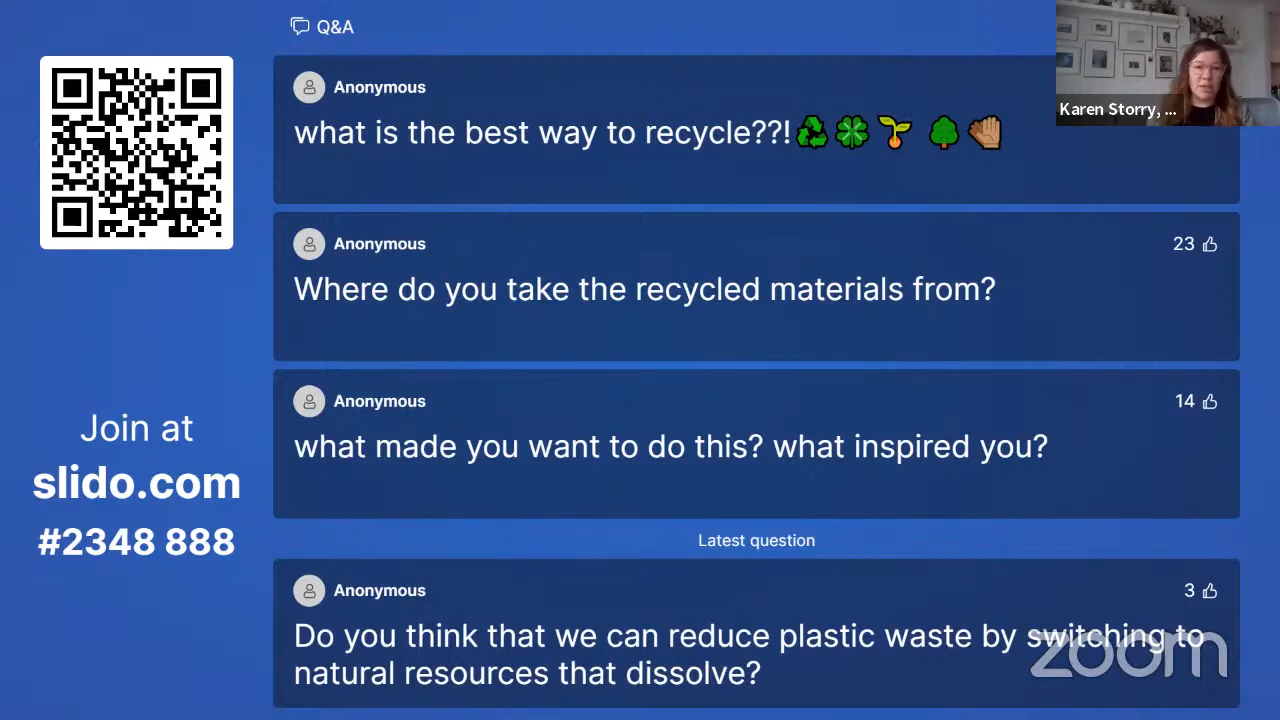 Q&A
Karen Storry, ...
Anonymous
what is the best way to recycle??!♻️🍀🌱🌳👏🏽
Anonymous
23
Where do you take the recycled materials from?
Anonymous
14
what made you want to do this? what inspired you?
Join at
slido.com
#2348 888
Latest question
Anonymous
3
Do you think that we can reduce plastic waste by switching to
natural resources that dissolve?
zoom